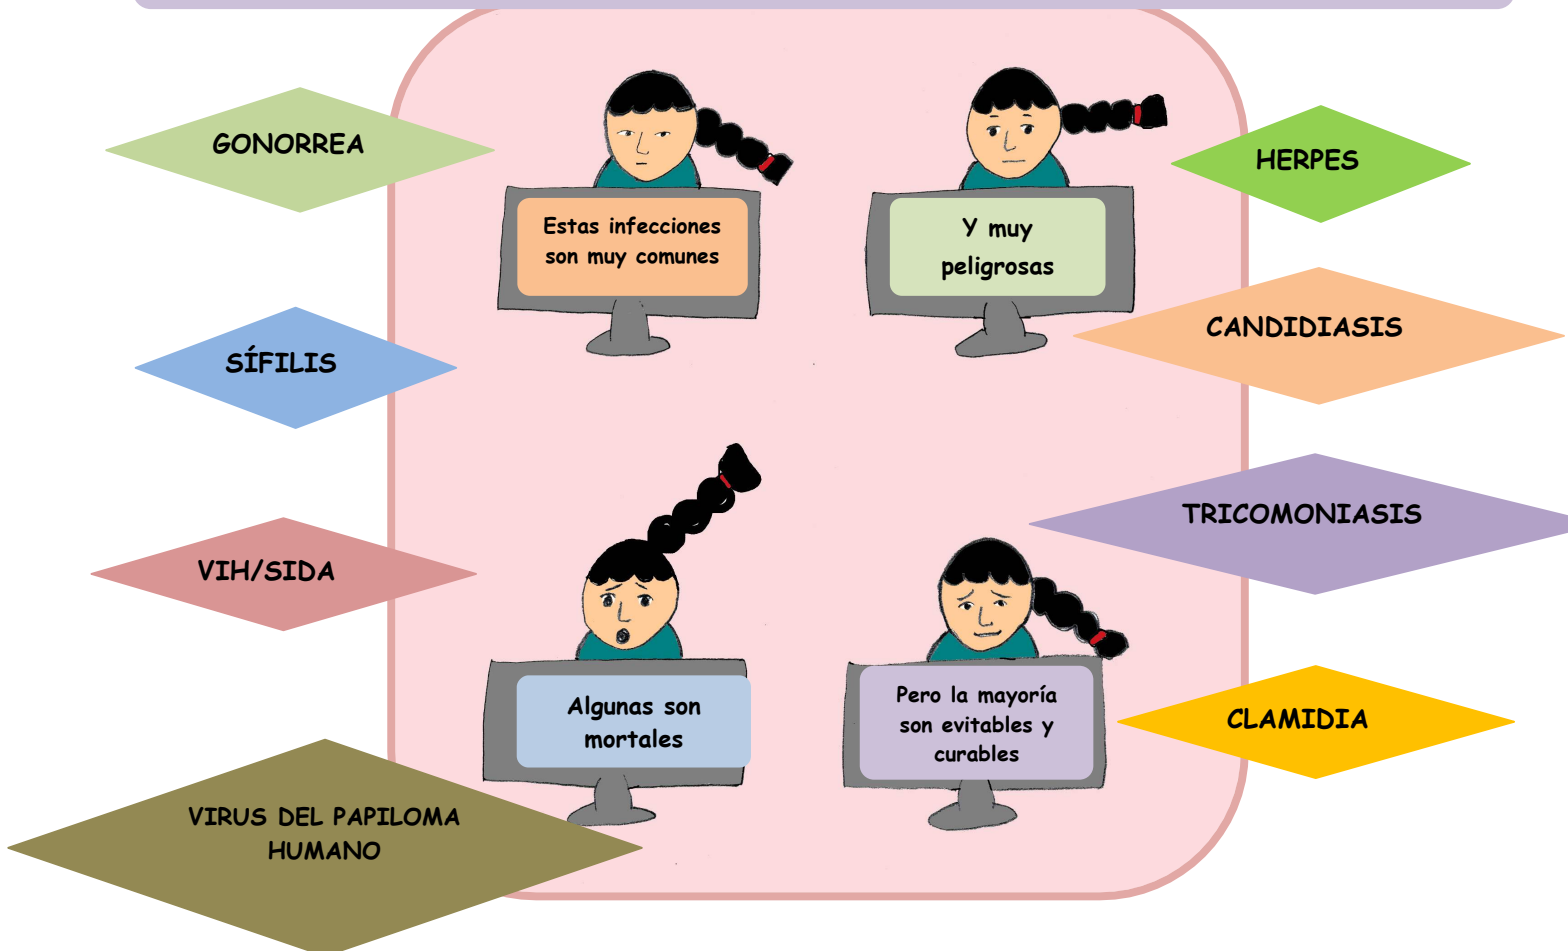 GONORREA
HERPES
Estas infecciones
son muy comunes
Y muy
peligrosas
CANDIDIASIS
SÍFILIS
TRICOMONIASIS
VIH/SIDA
Algunas son
mortales
Pero la mayoría
son evitables y
curables
CLAMIDIA
VIRUS DEL PAPILOMA
HUMANO